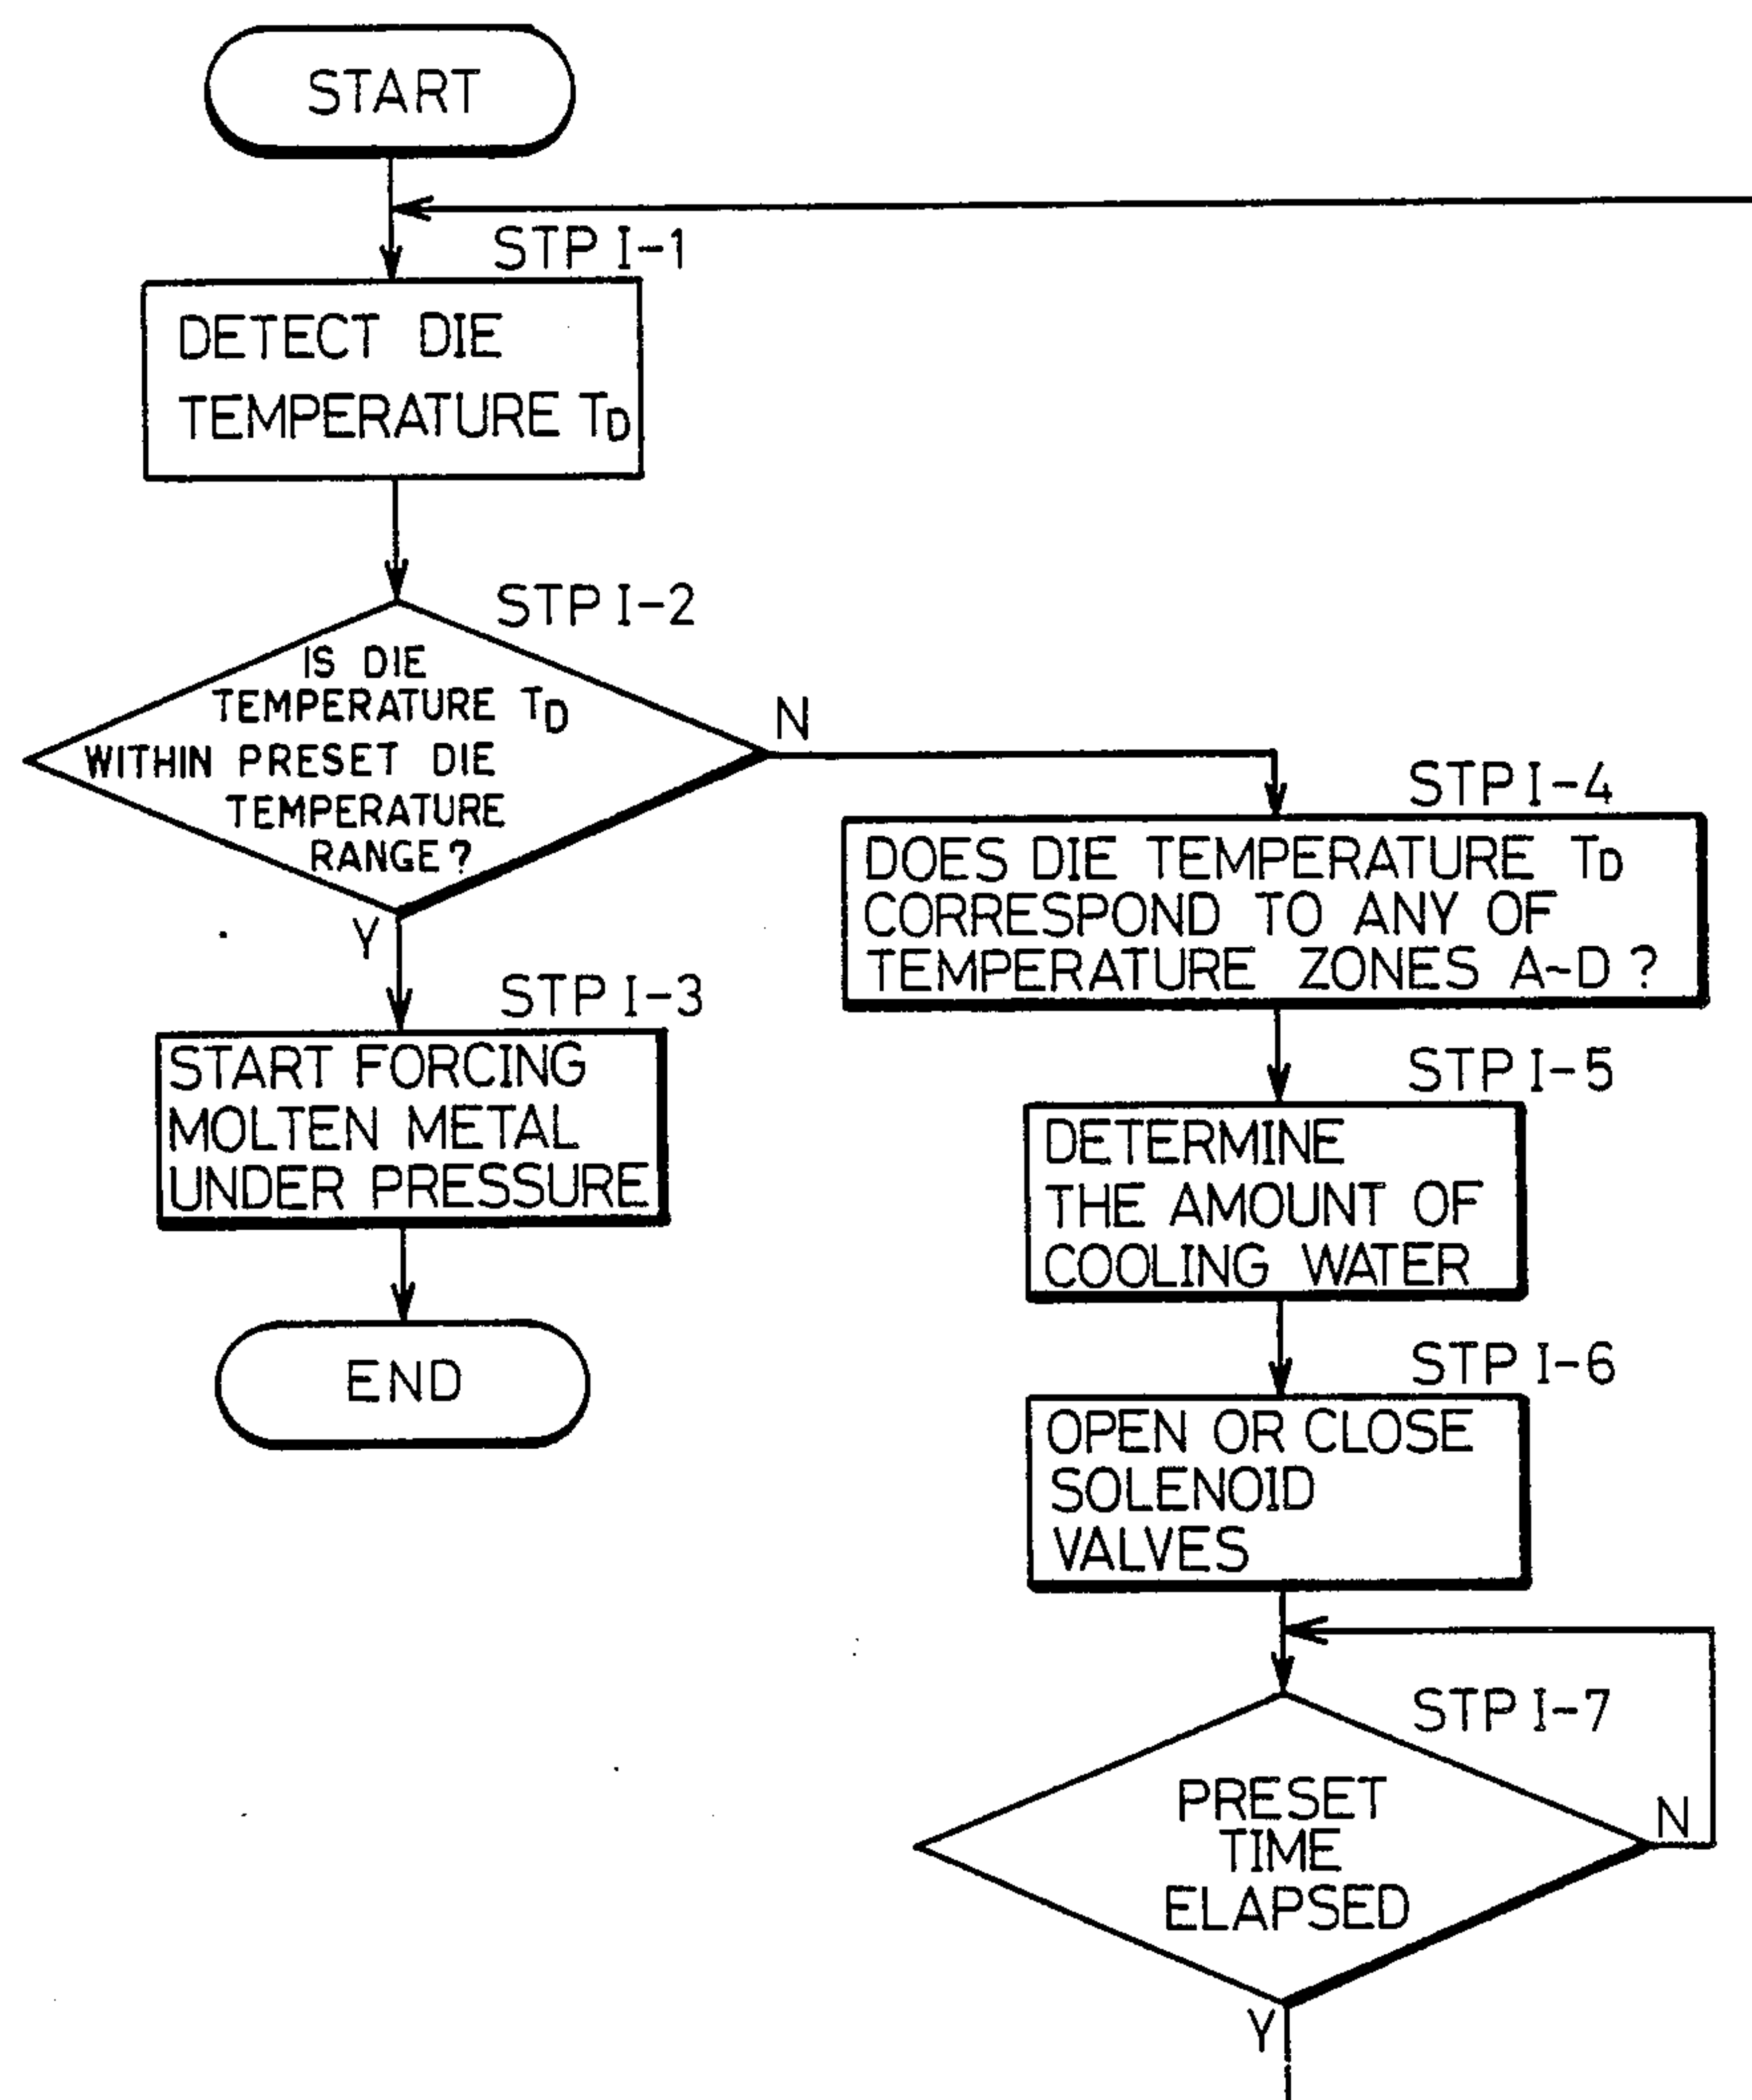 START
STP I-1
DETECT DIE
TEMPERATURE TD
STP I-2
IS DIE
TEMPERATURE TD
WITHIN PRESET DIE
TEMPERATURE
RANGE?
N
Y
STP I-3
START FORCING
MOLTEN METAL
UNDER PRESSURE
END
STP I-4
DOES DIE TEMPERATURE TD
CORRESPOND TO ANY OF
TEMPERATURE ZONES A~D?
STP I-5
DETERMINE
THE AMOUNT OF
COOLING WATER
STP I-6
OPEN OR CLOSE
SOLENOID
VALVES
STP I-7
PRESET
TIME
ELAPSED
N
Y